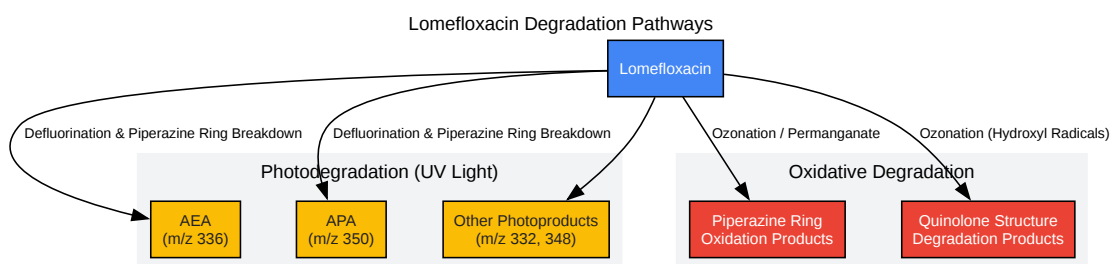 Lomefloxacin Degradation Pathways
Lomefloxacin
Defluorination & Piperazine Ring Breakdown
Defluorination & Piperazine Ring Breakdown
Ozonation / Permanganate
Ozonation (Hydroxyl Radicals)
Photodegradation (UV Light)
Oxidative Degradation
AEA
(m/z 336)
APA
(m/z 350)
Other Photoproducts
(m/z 332, 348)
Piperazine Ring
Oxidation Products
Quinolone Structure
Degradation Products